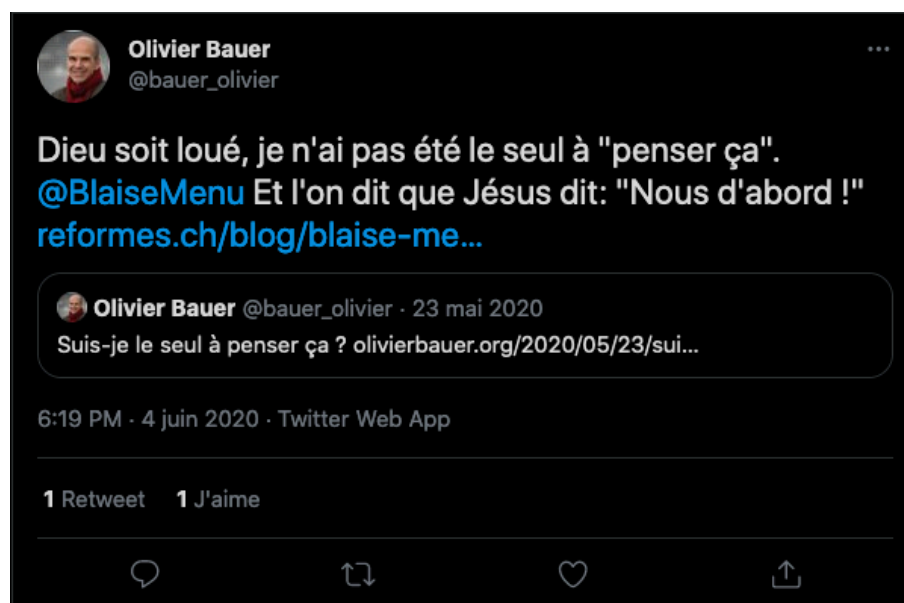 Olivier Bauer
@bauer_olivier
Dieu soit loué, je n'ai pas été le seul à "penser ça".
@BlaiseMenu Et l'on dit que Jésus dit: "Nous d'abord !"
reformes.ch/blog/blaise-me...
Olivier Bauer @bauer_olivier · 23 mai 2020
Suis-je le seul à penser ça ? olivierbauer.org/2020/05/23/sui...
6:19 PM · 4 juin 2020 · Twitter Web App
1 Retweet 1 J'aime